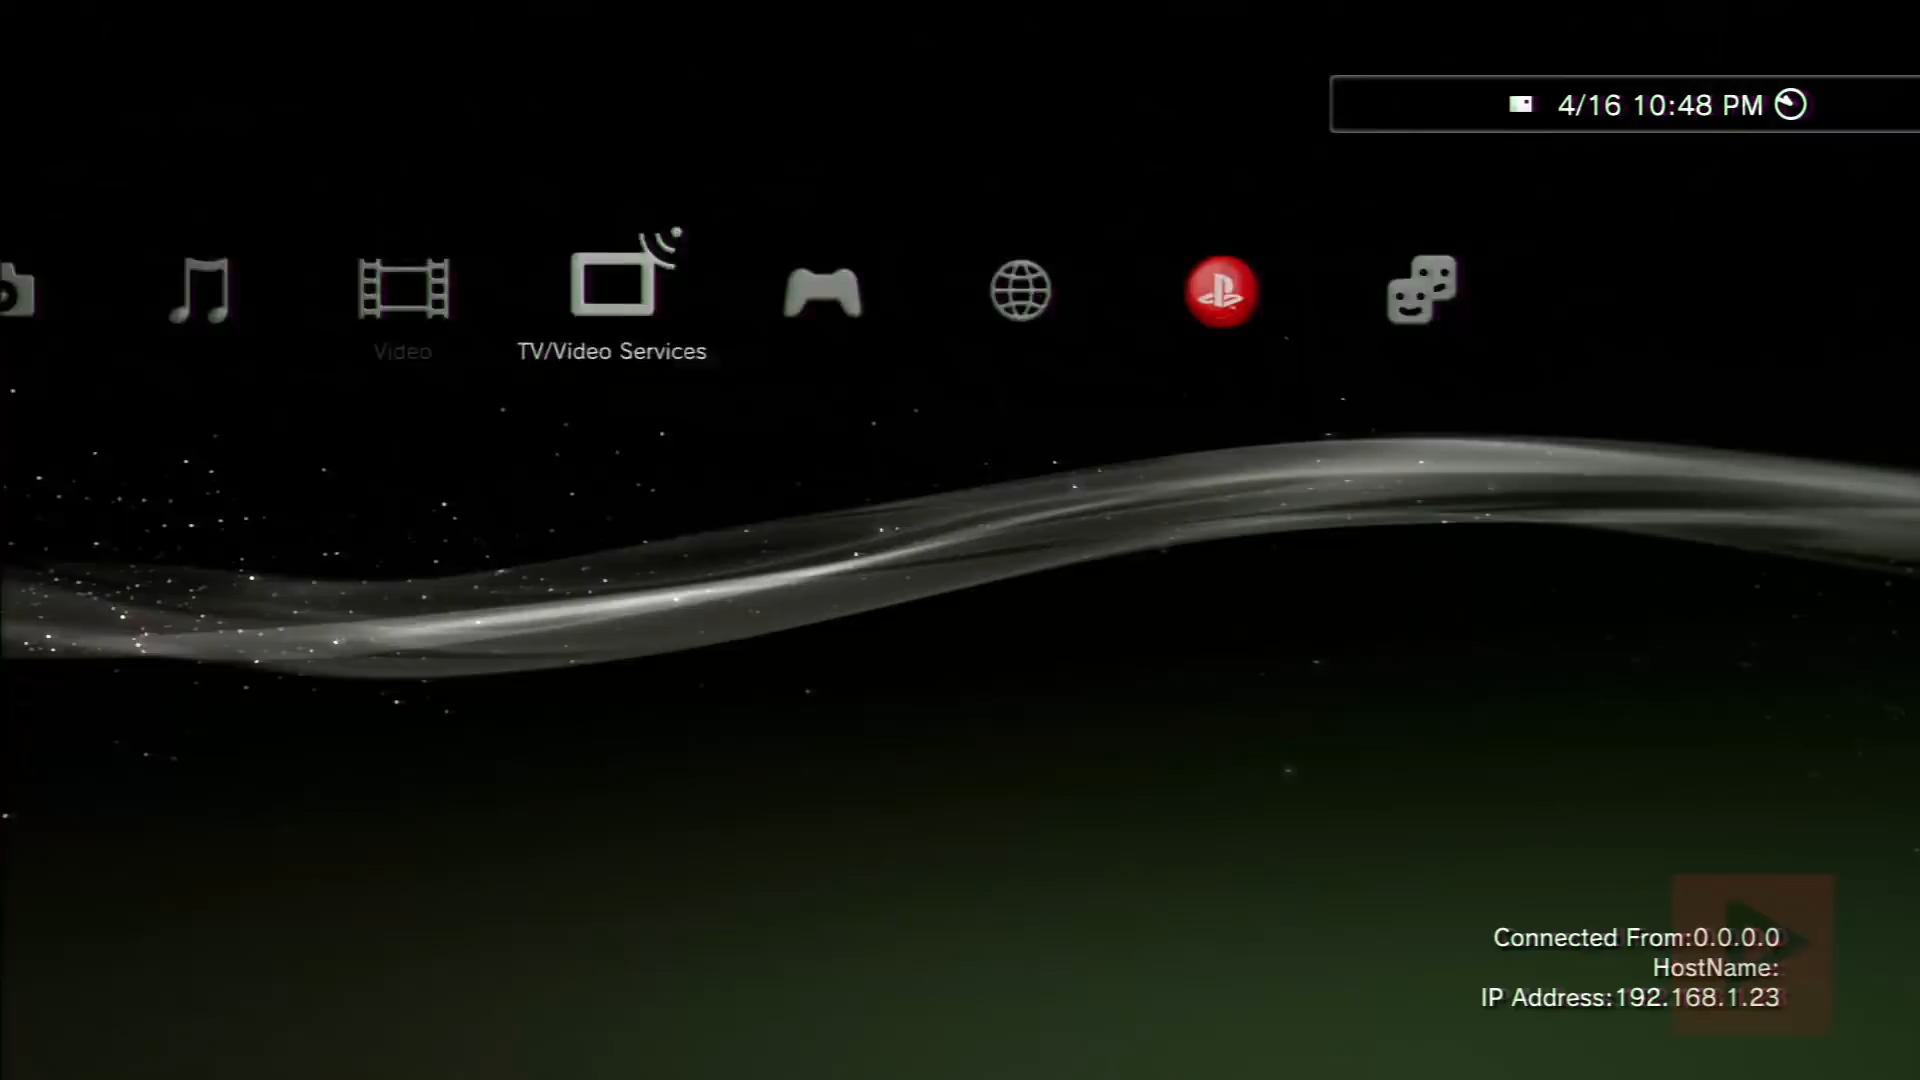 4/16 10:48 PM
Video
TV/Video Services
Connected From:0.0.0.0
HostName:
IP Address:192.168.1.23